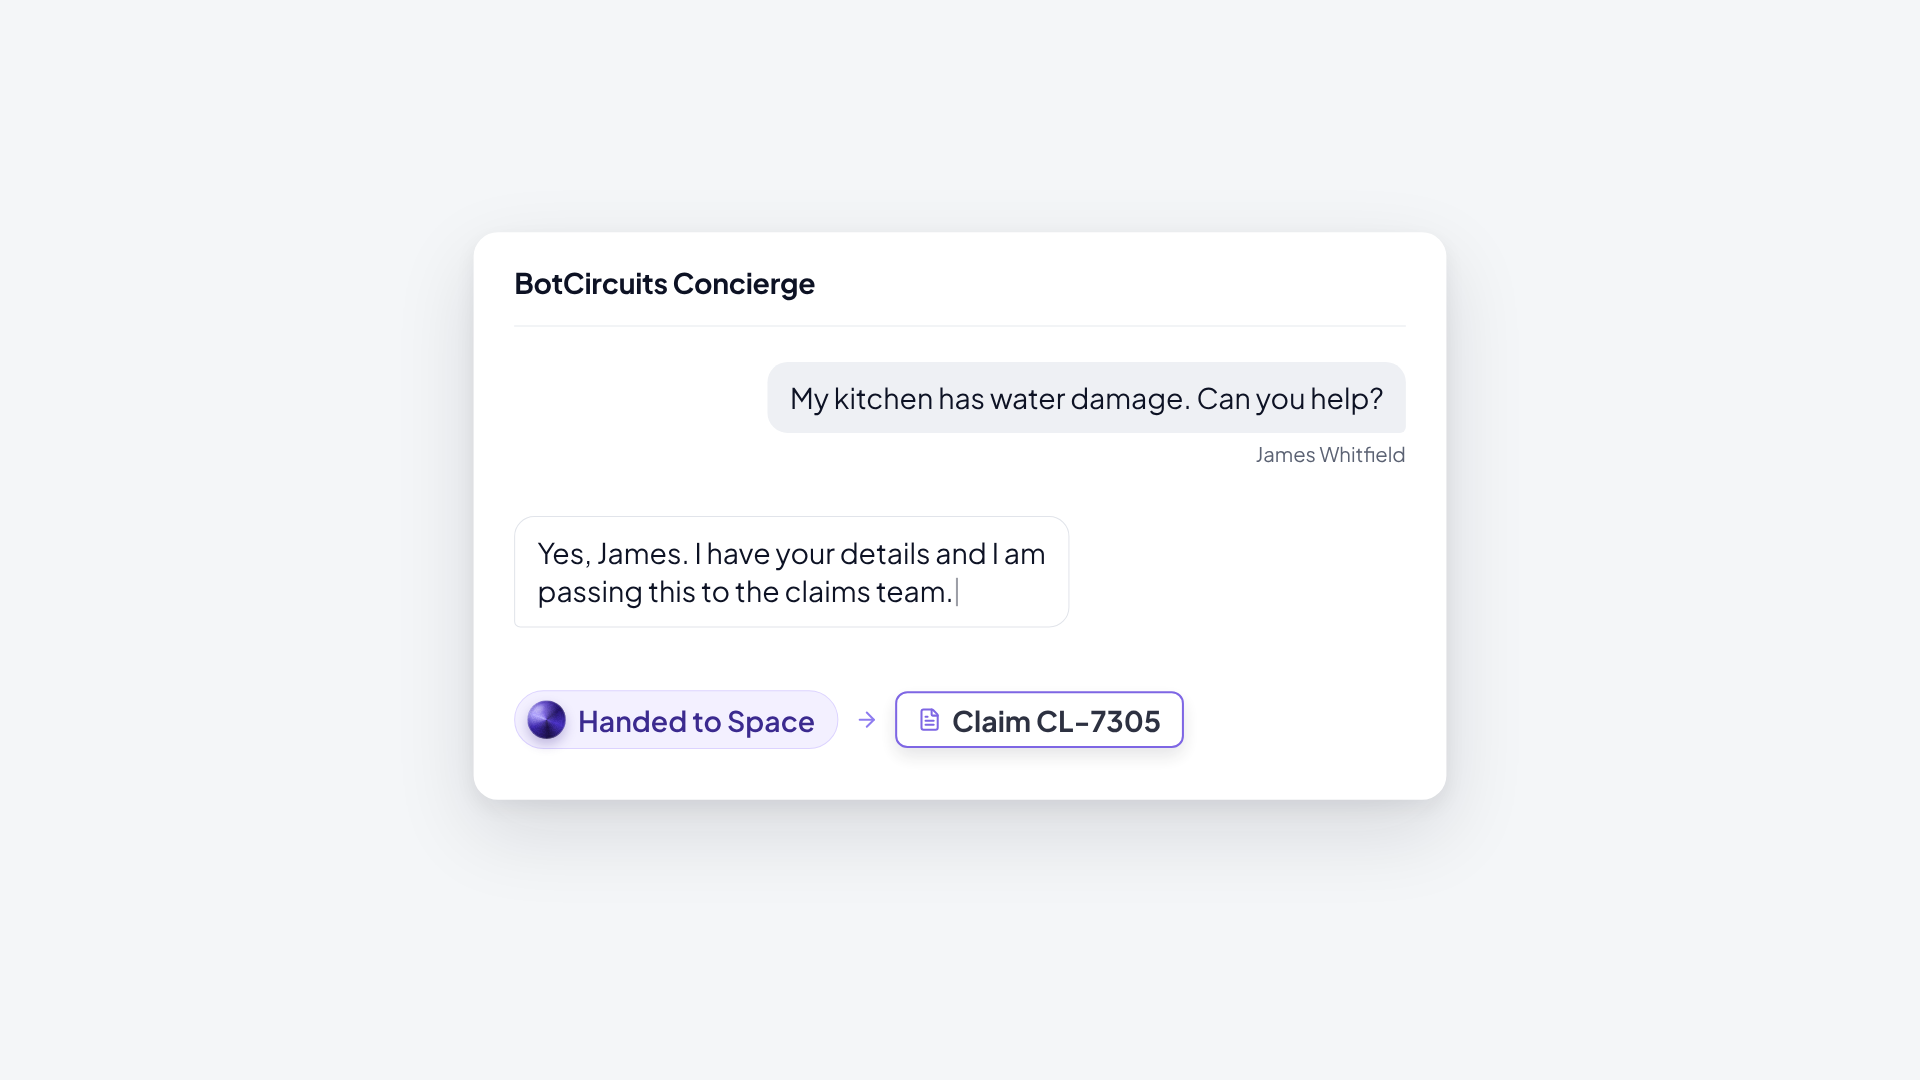 BotCircuits Concierge
My kitchen has water damage. Can you help?
James Whitfield
Yes, James. I have your details and I am
passing this to the claims team.
Handed to Space
Claim CL-7305